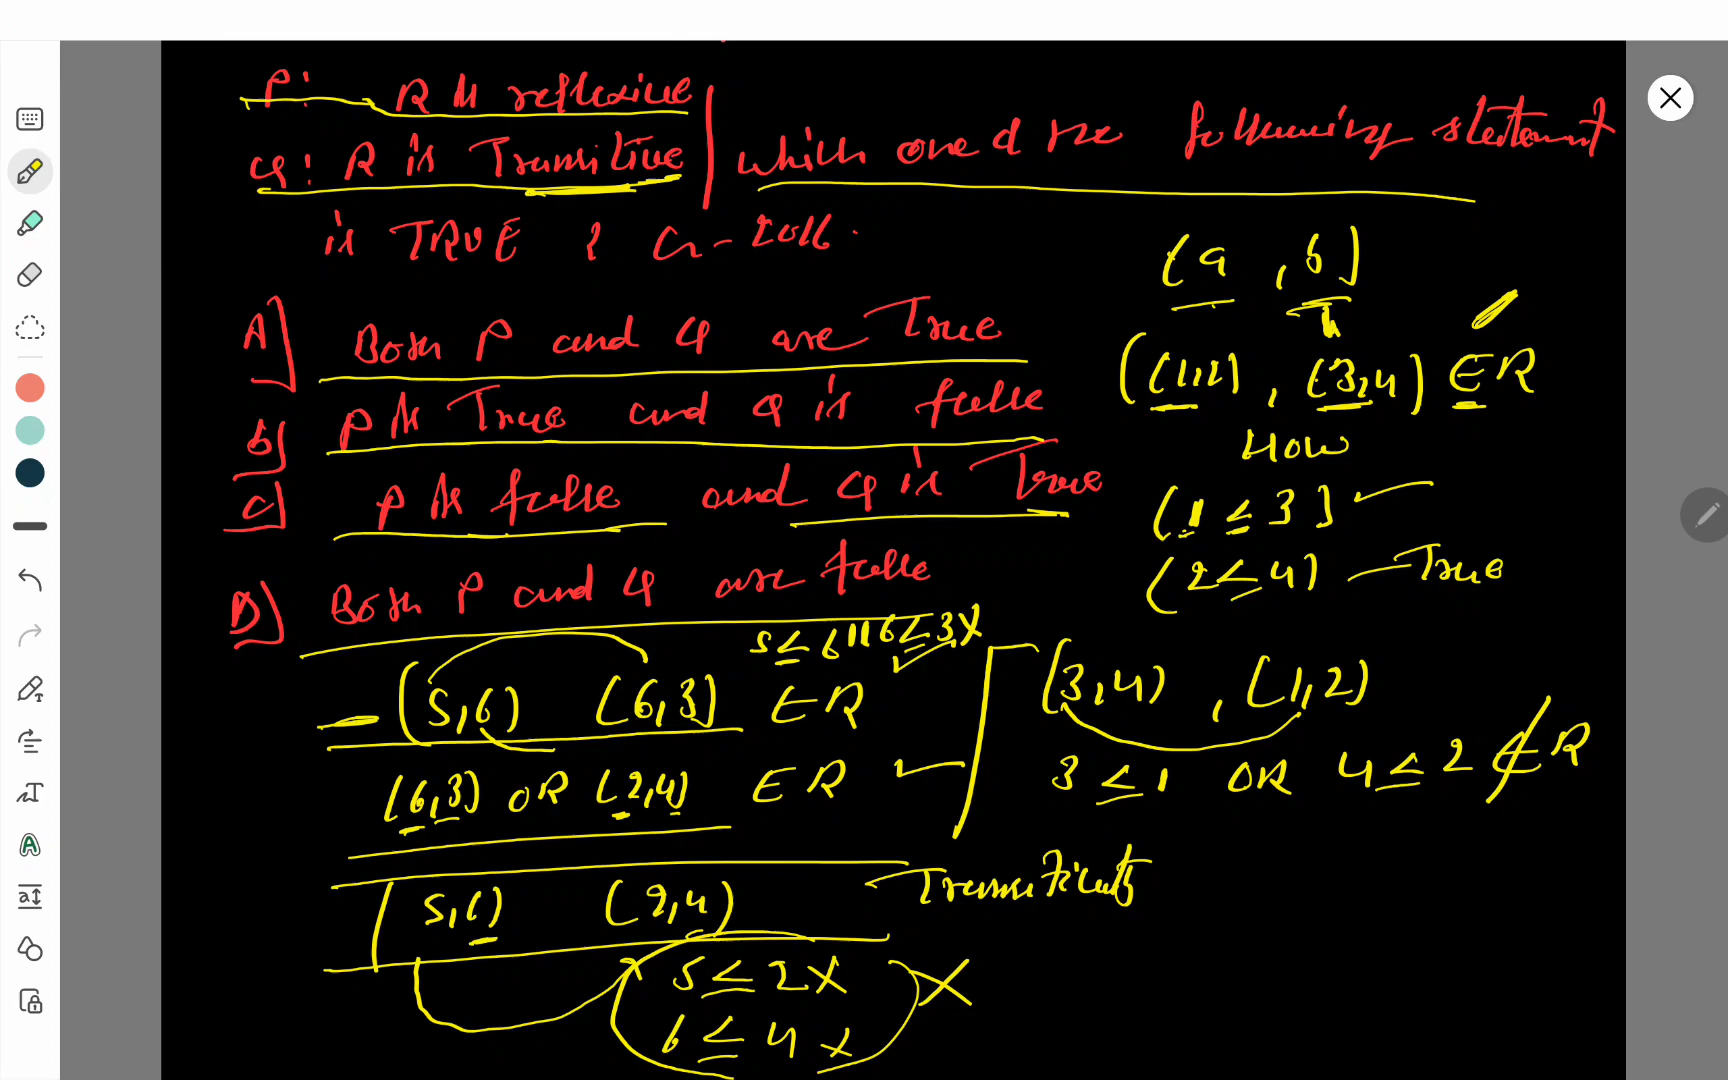 P: R is reflexive
q: R is Transitive
which one of the following statement
is TRUE ?
(a, b)
A] Both P and q are True
((1,2), (3,4) ∈ R
B] P is True and q is false
How
C] P is false and q is True
(1 ≤ 3) ✓
(2 ≤ 4) — True
D] Both P and q are false
5 ≤ 6 || 6 ≤ 3 X
(5,6) (6,3) ∈ R
(3,4), (1,2)
(6,3) OR (2,4) ∈ R ✓
3 ≤ 1 OR 4 ≤ 2 ∉ R
5,6) (2,4)
5 ≤ 2 X
6 ≤ 4 X